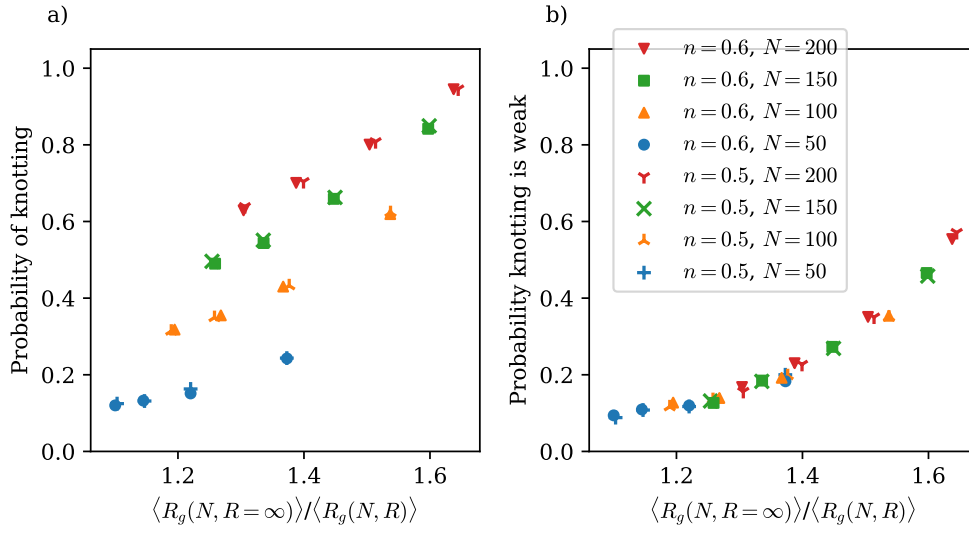 a)
b)
Probability of knotting
1.0
0.8
0.6
0.4
0.2
0.0
1.2
1.4
1.6
⟨R_g(N, R = ∞)⟩/⟨R_g(N, R)⟩
Probability knotting is weak
1.0
0.8
0.6
0.4
0.2
0.0
1.2
1.4
1.6
⟨R_g(N, R = ∞)⟩/⟨R_g(N, R)⟩
n = 0.6, N = 200
n = 0.6, N = 150
n = 0.6, N = 100
n = 0.6, N = 50
n = 0.5, N = 200
n = 0.5, N = 150
n = 0.5, N = 100
n = 0.5, N = 50